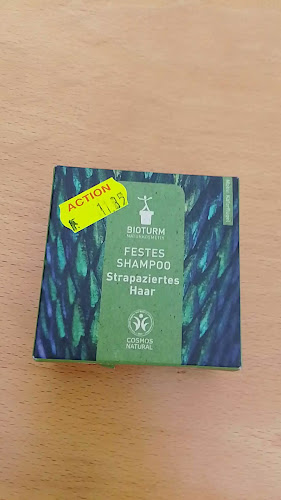 ACTION
1.39
BIOTURM
NATURKOSMETIK
FESTES
SHAMPOO
Strapaziertes
Haar
COSMOS
NATURAL